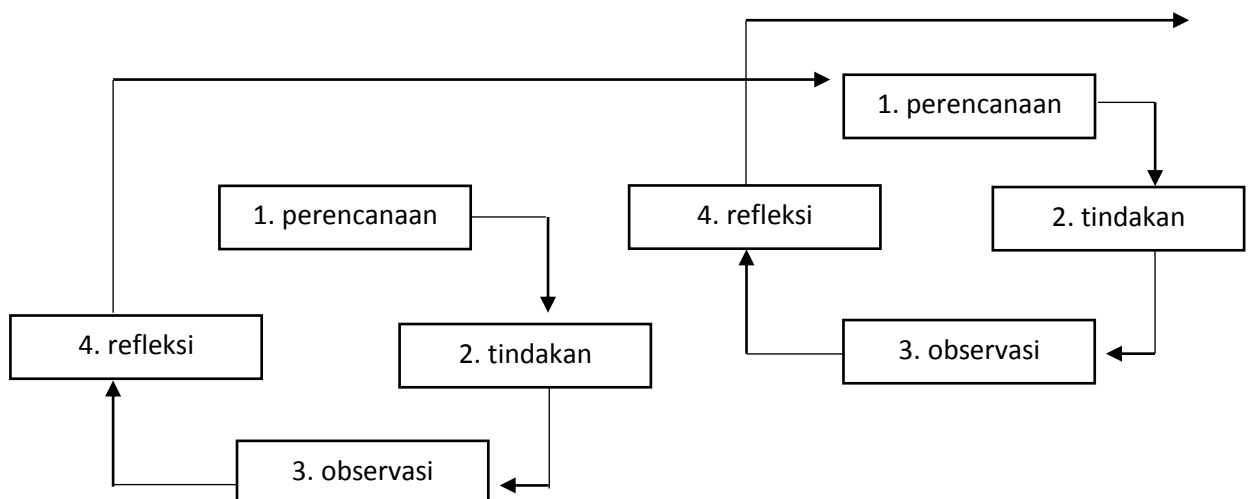 1. perencanaan
2. tindakan
3. observasi
4. refleksi
1. perencanaan
2. tindakan
3. observasi
4. refleksi